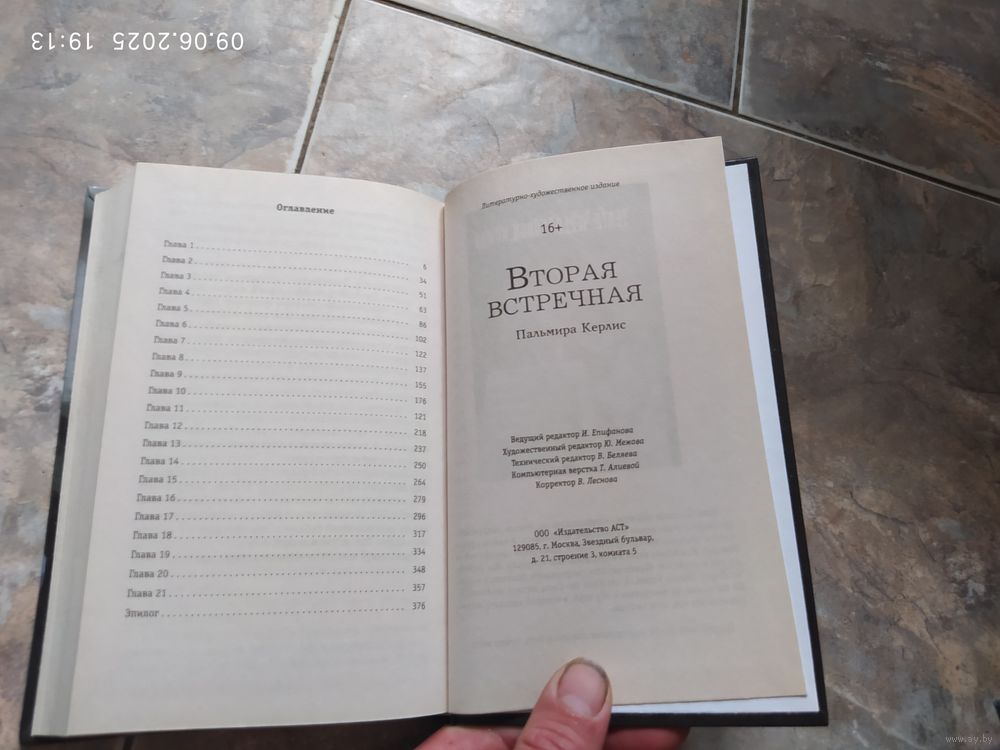 09.06.2025 19:13
Оглавление
Глава 1 6
Глава 2 34
Глава 3 51
Глава 4 63
Глава 5 86
Глава 6 102
Глава 7 122
Глава 8 137
Глава 9 155
Глава 10 176
Глава 11 121
Глава 12 218
Глава 13 237
Глава 14 250
Глава 15 264
Глава 16 279
Глава 17 296
Глава 18 317
Глава 19 334
Глава 20 348
Глава 21 357
Эпилог 376
Литературно-художественное издание
16+
ВТОРАЯ
ВСТРЕЧНАЯ
Пальмира Керлис
Ведущий редактор И. Епифанова
Художественный редактор Ю. Межова
Технический редактор В. Беляева
Компьютерная верстка Т. Алиевой
Корректор В. Леснова
ООО «Издательство АСТ»
129085, г. Москва, Звездный бульвар,
д. 21, строение 3, комната 5
www.ay.by